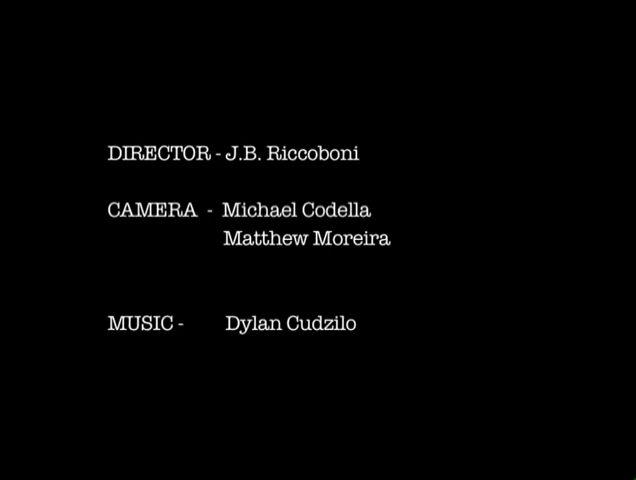 DIRECTOR - J.B. Riccoboni
CAMERA - Michael Codella
Matthew Moreira
MUSIC - Dylan Cudzilo